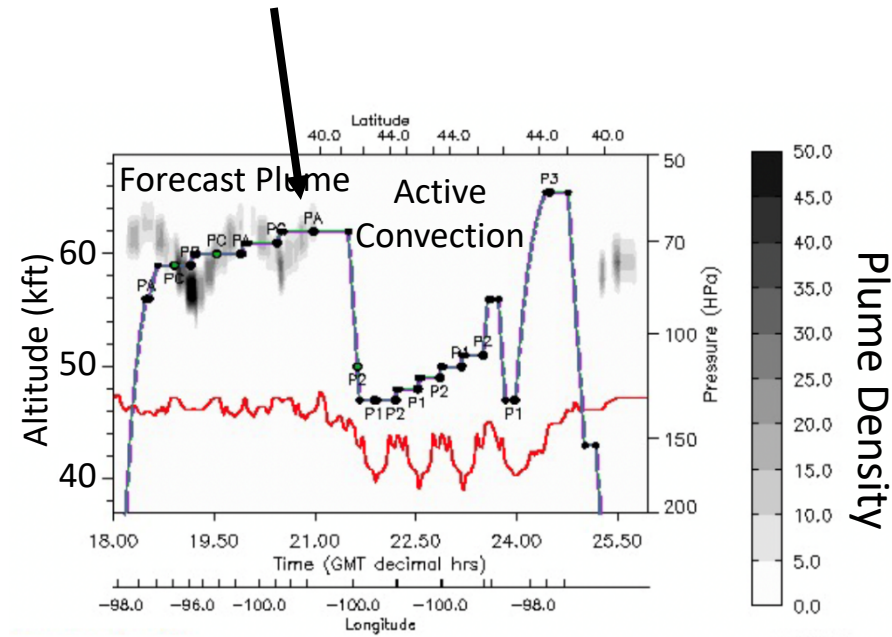 Latitude
40.0 44.0 44.0 44.0 40.0
Forecast Plume
Active
Convection
Altitude (kft)
60
50
40
50
70
100
150
200
Pressure (HPa)
PA
PC
PB
PC
PA
PC
PA
P2
P1
P2
P1
P2
P1
P2
P1
P3
18.00 19.50 21.00 22.50 24.00 25.50
Time (GMT decimal hrs)
-98.0 -96.0 -100.0 -100.0 -100.0 -98.0
Longitude
50.0
45.0
40.0
35.0
30.0
25.0
20.0
15.0
10.0
5.0
0.0
Plume Density